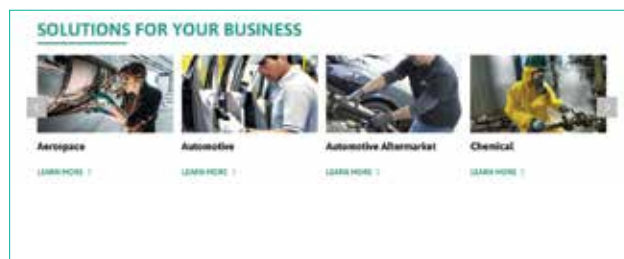 SOLUTIONS FOR YOUR BUSINESS
Aerospace
Automotive
Automotive Aftermarket
Chemical
LEARN MORE
LEARN MORE
LEARN MORE
LEARN MORE